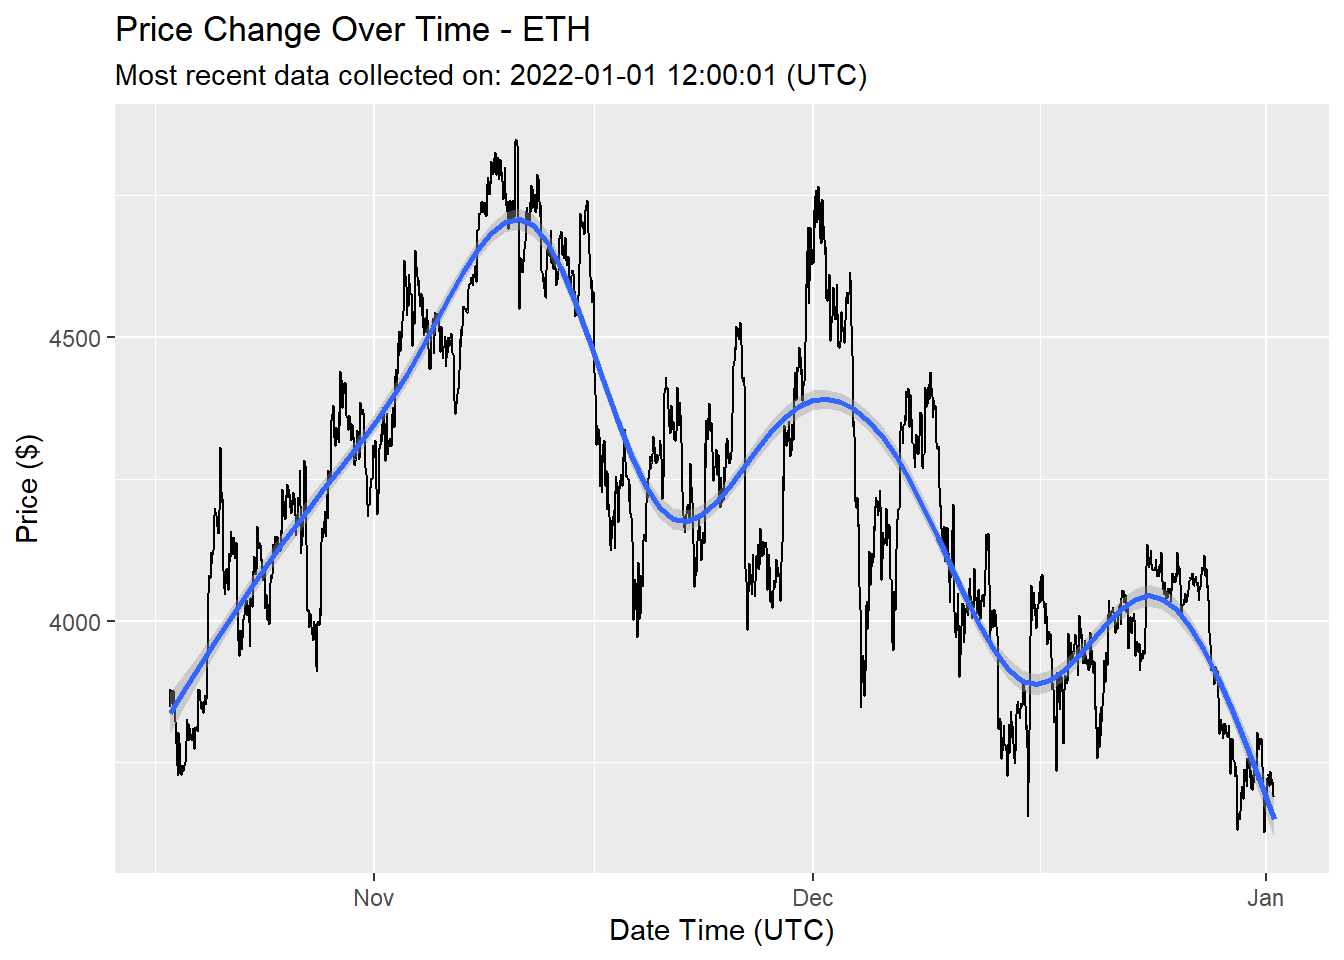 Price Change Over Time - ETH
Most recent data collected on: 2022-01-01 12:00:01 (UTC)
Price ($)
4500
4000
Nov
Dec
Jan
Date Time (UTC)